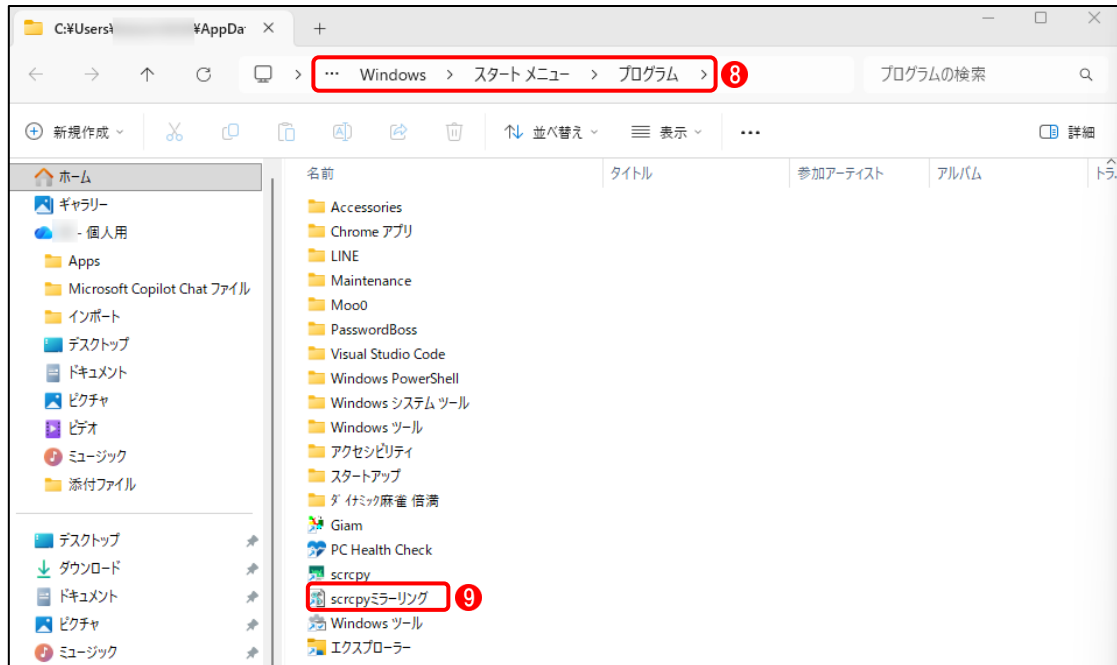 C:¥Users¥ ¥AppDa
… Windows > スタート メニュー > プログラム > 8
プログラムの検索
新規作成 並べ替え 表示 … 詳細
ホーム
ギャラリー
- 個人用
Apps
Microsoft Copilot Chat ファイル
インポート
デスクトップ
ドキュメント
ピクチャ
ビデオ
ミュージック
添付ファイル
デスクトップ
ダウンロード
ドキュメント
ピクチャ
ミュージック
名前 タイトル 参加アーティスト アルバム トラ
Accessories
Chrome アプリ
LINE
Maintenance
Moo0
PasswordBoss
Visual Studio Code
Windows PowerShell
Windows システム ツール
Windows ツール
アクセシビリティ
スタートアップ
ダイナミック麻雀 倍満
Giam
PC Health Check
scrcpy
scrcpyミラーリング 9
Windows ツール
エクスプローラー